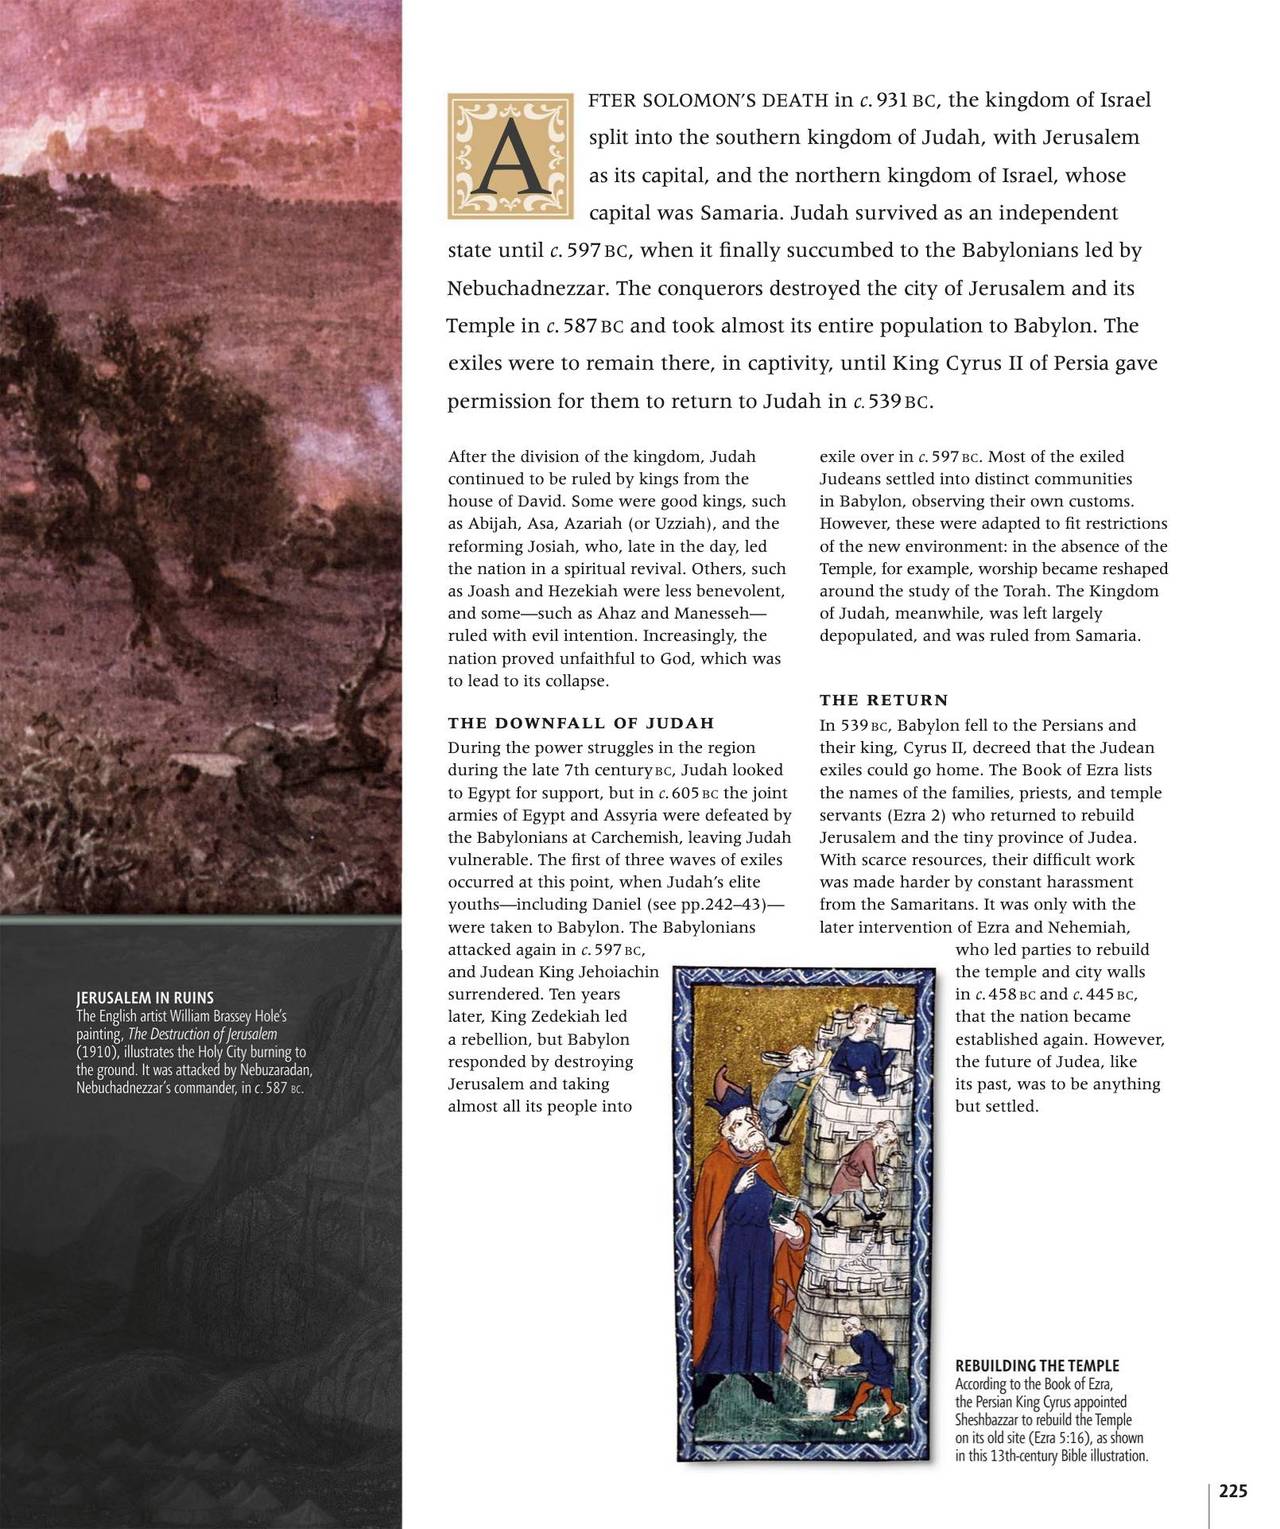 AFTER SOLOMON'S DEATH in c. 931 BC, the kingdom of Israel
split into the southern kingdom of Judah, with Jerusalem
as its capital, and the northern kingdom of Israel, whose
capital was Samaria. Judah survived as an independent
state until c. 597 BC, when it finally succumbed to the Babylonians led by
Nebuchadnezzar. The conquerors destroyed the city of Jerusalem and its
Temple in c. 587 BC and took almost its entire population to Babylon. The
exiles were to remain there, in captivity, until King Cyrus II of Persia gave
permission for them to return to Judah in c. 539 BC.
After the division of the kingdom, Judah
continued to be ruled by kings from the
house of David. Some were good kings, such
as Abijah, Asa, Azariah (or Uzziah), and the
reforming Josiah, who, late in the day, led
the nation in a spiritual revival. Others, such
as Joash and Hezekiah were less benevolent,
and some—such as Ahaz and Manesseh—
ruled with evil intention. Increasingly, the
nation proved unfaithful to God, which was
to lead to its collapse.
THE DOWNFALL OF JUDAH
During the power struggles in the region
during the late 7th century BC, Judah looked
to Egypt for support, but in c. 605 BC the joint
armies of Egypt and Assyria were defeated by
the Babylonians at Carchemish, leaving Judah
vulnerable. The first of three waves of exiles
occurred at this point, when Judah's elite
youths—including Daniel (see pp.242–43)—
were taken to Babylon. The Babylonians
attacked again in c. 597 BC,
and Judean King Jehoiachin
surrendered. Ten years
later, King Zedekiah led
a rebellion, but Babylon
responded by destroying
Jerusalem and taking
almost all its people into
exile over in c. 597 BC. Most of the exiled
Judeans settled into distinct communities
in Babylon, observing their own customs.
However, these were adapted to fit restrictions
of the new environment: in the absence of the
Temple, for example, worship became reshaped
around the study of the Torah. The Kingdom
of Judah, meanwhile, was left largely
depopulated, and was ruled from Samaria.
THE RETURN
In 539 BC, Babylon fell to the Persians and
their king, Cyrus II, decreed that the Judean
exiles could go home. The Book of Ezra lists
the names of the families, priests, and temple
servants (Ezra 2) who returned to rebuild
Jerusalem and the tiny province of Judea.
With scarce resources, their difficult work
was made harder by constant harassment
from the Samaritans. It was only with the
later intervention of Ezra and Nehemiah,
who led parties to rebuild
the temple and city walls
in c. 458 BC and c. 445 BC,
that the nation became
established again. However,
the future of Judea, like
its past, was to be anything
but settled.
JERUSALEM IN RUINS
The English artist William Brassey Hole's
painting, The Destruction of Jerusalem
(1910), illustrates the Holy City burning to
the ground. It was attacked by Nebuzaradan,
Nebuchadnezzar's commander, in c. 587 BC.
REBUILDING THE TEMPLE
According to the Book of Ezra,
the Persian King Cyrus appointed
Sheshbazzar to rebuild the Temple
on its old site (Ezra 5:16), as shown
in this 13th-century Bible illustration.
225